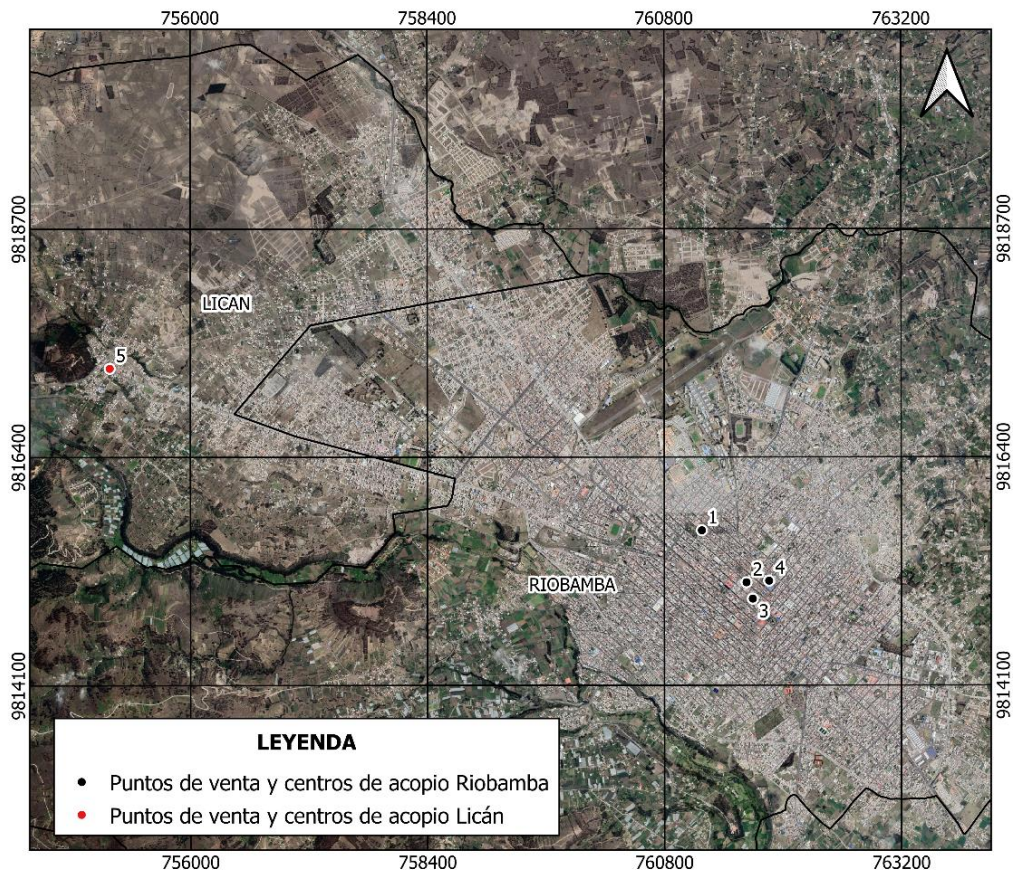 756000 758400 760800 763200
9818700 9818700
LICAN
5
9816400 9816400
1
2 4
RIOBAMBA
3
9814100 9814100
LEYENDA
Puntos de venta y centros de acopio Riobamba
Puntos de venta y centros de acopio Licán
756000 758400 760800 763200